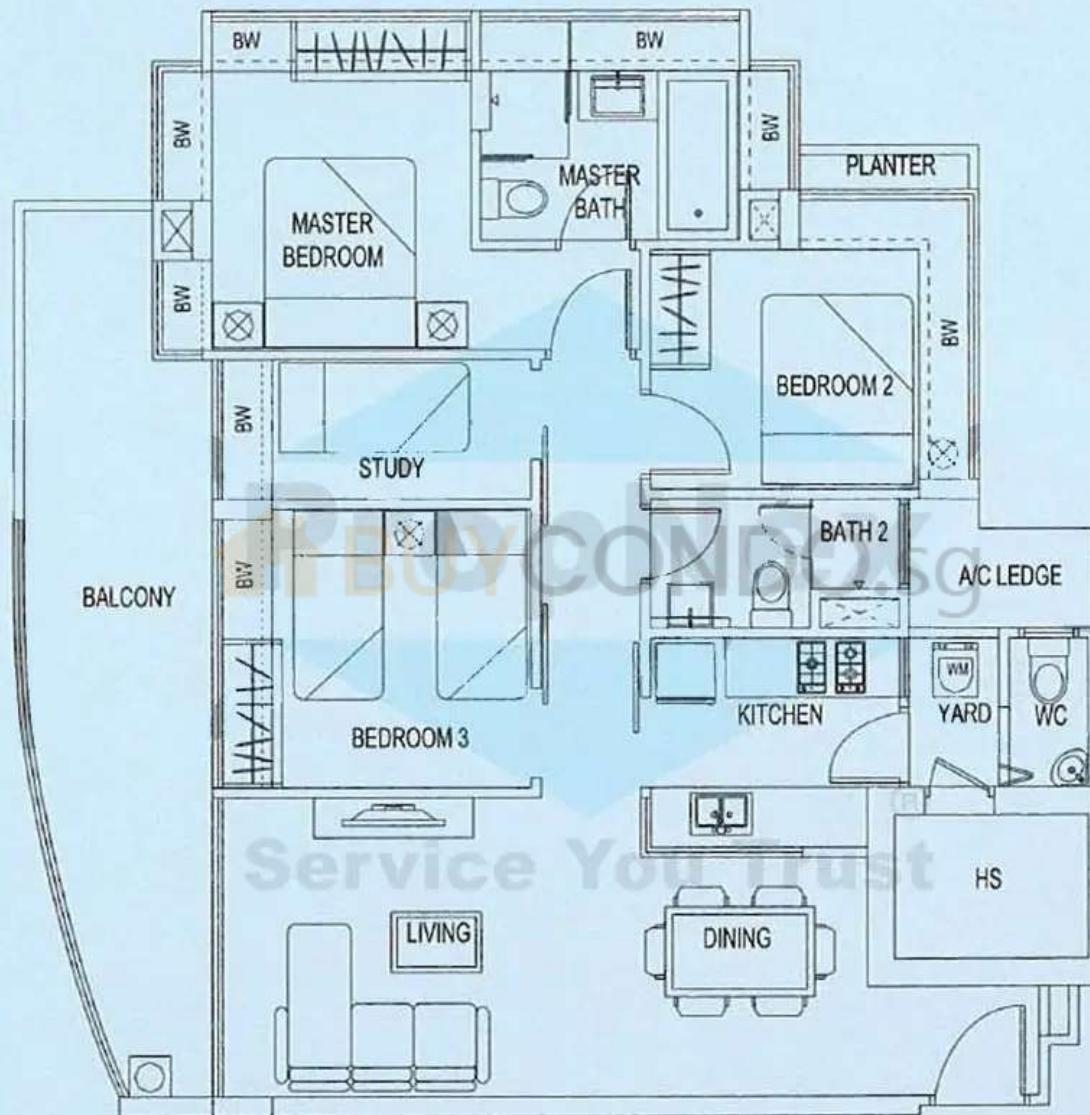 BW
BW
BW
BW
PLANTER
MASTER
BATH
MASTER
BEDROOM
BW
BW
BEDROOM 2
BW
STUDY
BATH 2
BUYCONDO.sg
BW
A/C LEDGE
BALCONY
WM
KITCHEN
YARD
WC
BEDROOM 3
(R)
Service You Trust
HS
LIVING
DINING